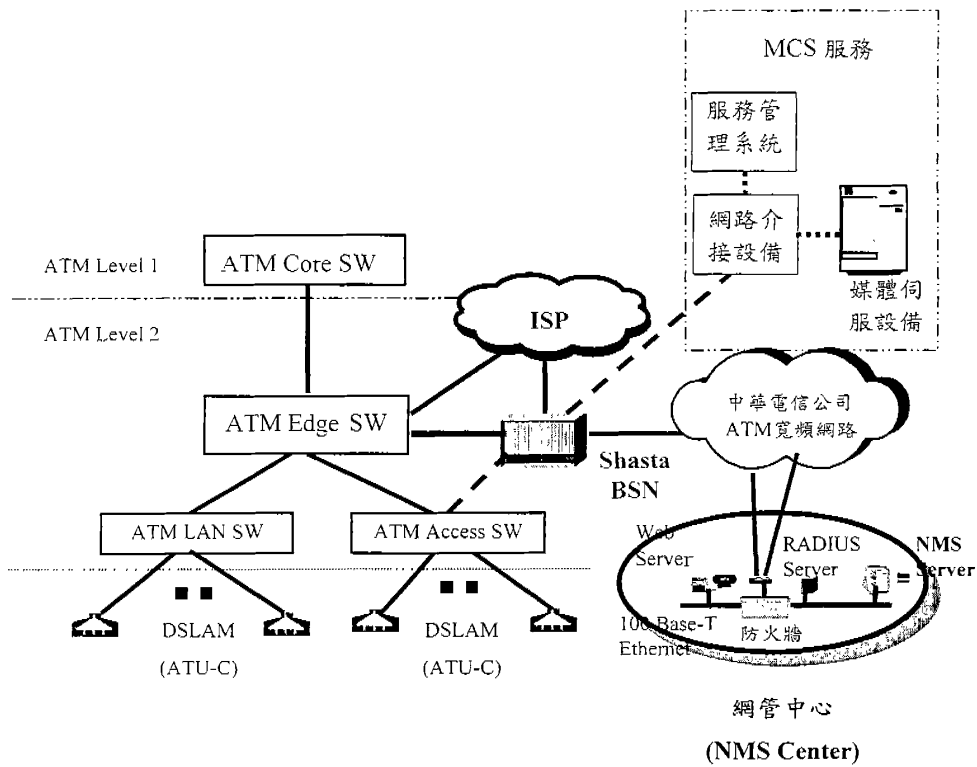 MCS 服務
服務管
理系統
網路介
接設備
媒體伺
服設備
ATM Level 1
ATM Core SW
ATM Level 2
ISP
ATM Edge SW
Shasta
BSN
中華電信公司
ATM寬頻網路
ATM LAN SW
ATM Access SW
Web
Server
RADIUS
Server
NMS
Server
100 Base-T
Ethernet
防火牆
DSLAM
(ATU-C)
DSLAM
(ATU-C)
網管中心
(NMS Center)